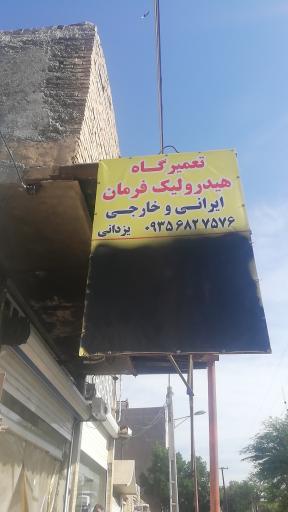 تعمیرگاه
هیدرولیک فرمان
ایرانی و خارجی
۰۹۳۵۶۸۲۷۵۷۶ یزدانی